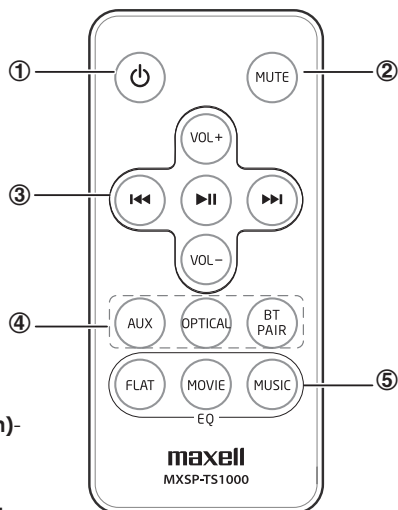 ①
②
MUTE
VOL+
③
VOL−
④
AUX
OPTICAL
BT
PAIR
FLAT
MOVIE
MUSIC
⑤
EQ
n)-
maxell
MXSP-TS1000